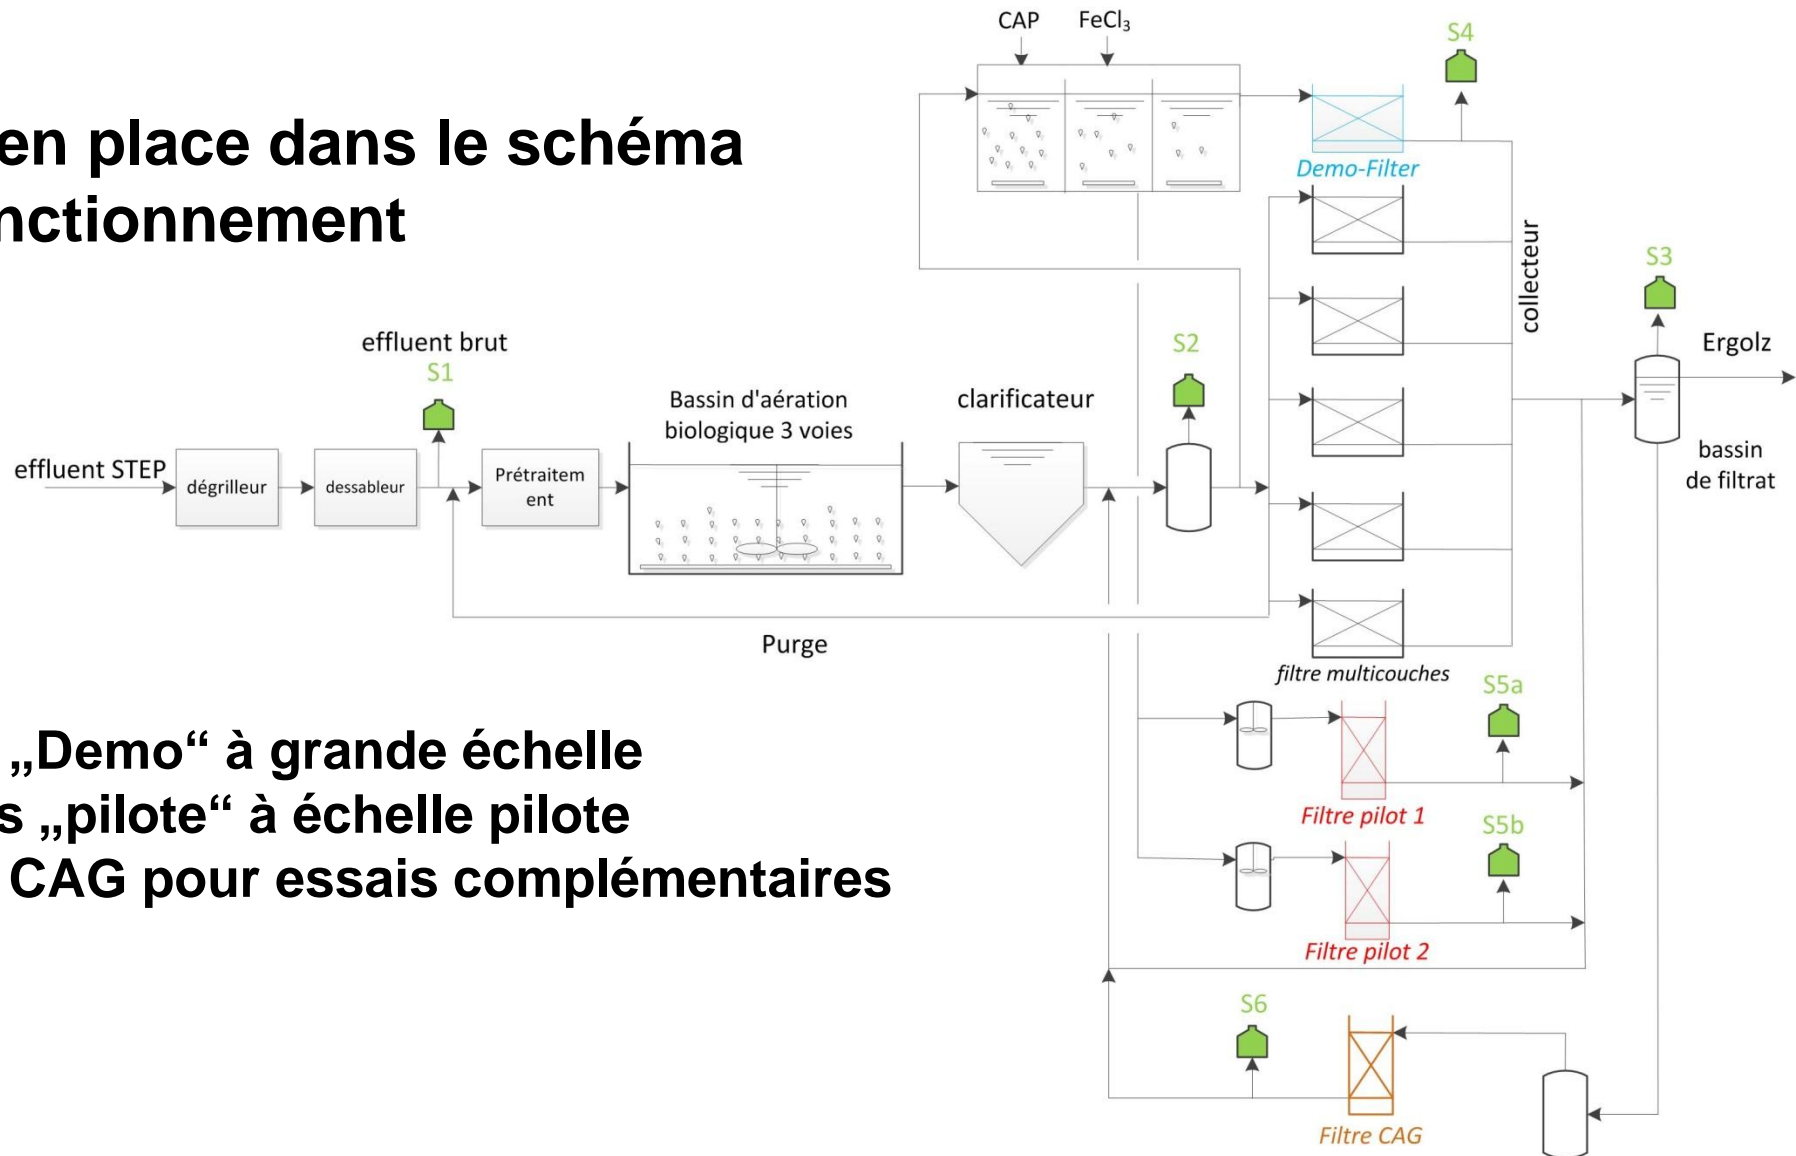 en place dans le schéma
nctionnement
CAP
FeCl₃
S4
Demo-Filter
collecteur
S3
Ergolz
bassin
de filtrat
effluent brut
S1
S2
Bassin d'aération
biologique 3 voies
clarificateur
effluent STEP
dégrilleur
dessableur
Prétraitem
ent
Purge
filtre multicouches
S5a
Filtre pilot 1
S5b
Filtre pilot 2
„Demo“ à grande échelle
s „pilote“ à échelle pilote
CAG pour essais complémentaires
S6
Filtre CAG